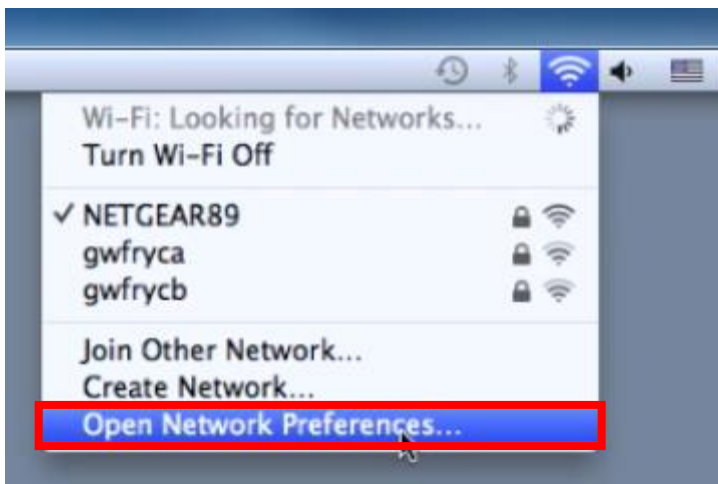 Wi-Fi: Looking for Networks...
Turn Wi-Fi Off
NETGEAR89
gwfryca
gwfrycb
Join Other Network...
Create Network...
Open Network Preferences...